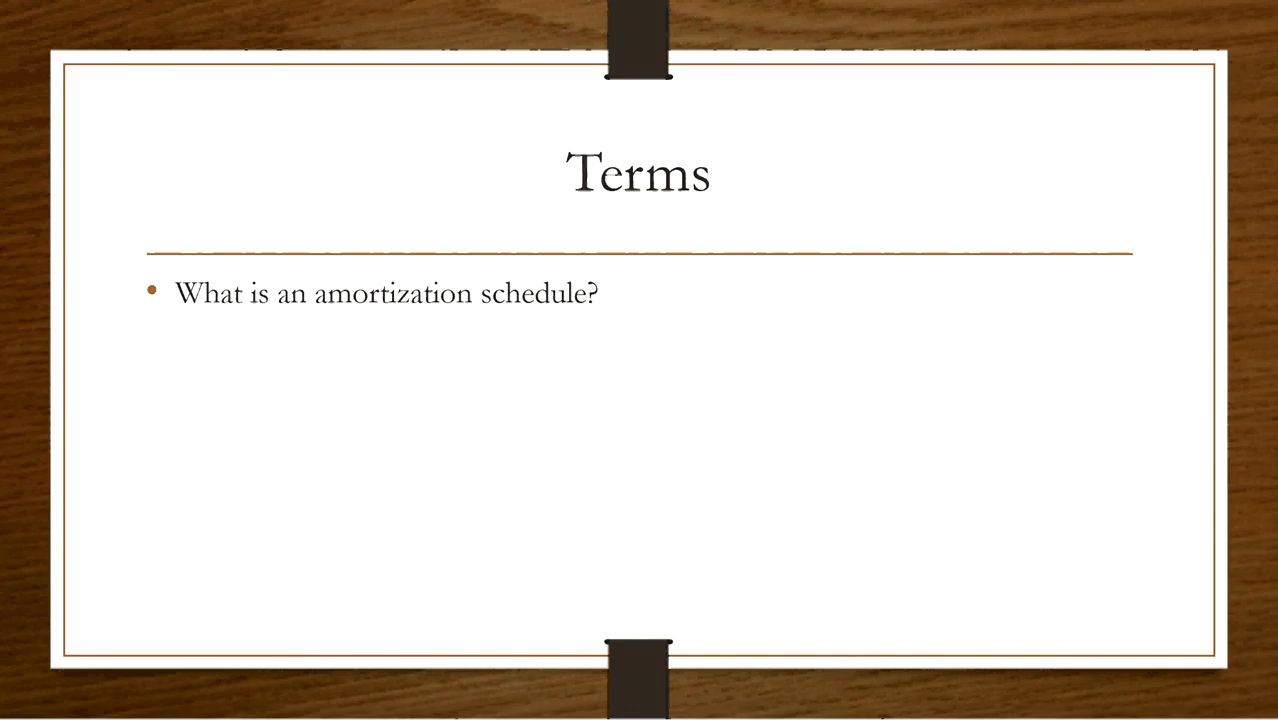 Terms
• What is an amortization schedule?